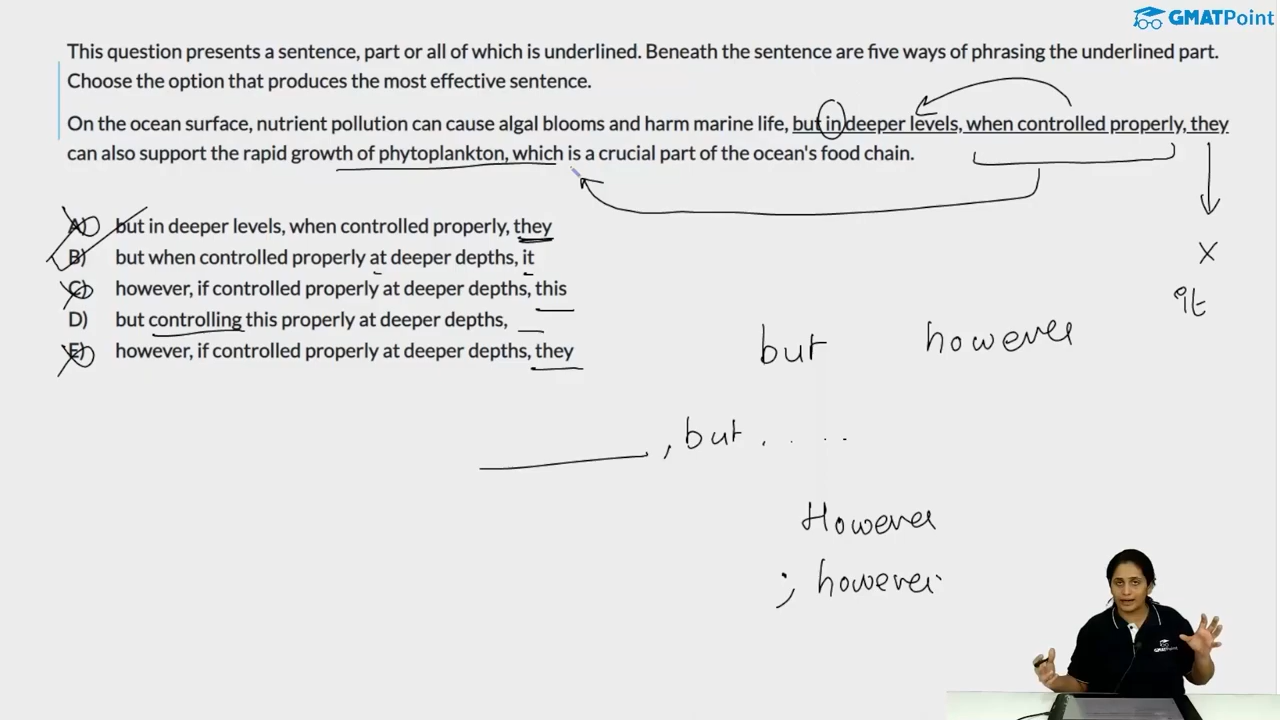 GMATPoint
This question presents a sentence, part or all of which is underlined. Beneath the sentence are five ways of phrasing the underlined part.
Choose the option that produces the most effective sentence.
On the ocean surface, nutrient pollution can cause algal blooms and harm marine life, but in deeper levels, when controlled properly, they
can also support the rapid growth of phytoplankton, which is a crucial part of the ocean's food chain.
A) but in deeper levels, when controlled properly, they
B) but when controlled properly at deeper depths, it
C) however, if controlled properly at deeper depths, this
D) but controlling this properly at deeper depths,
E) however, if controlled properly at deeper depths, they
X
it
but however
, but . . . .
However
; however
GMATPoint